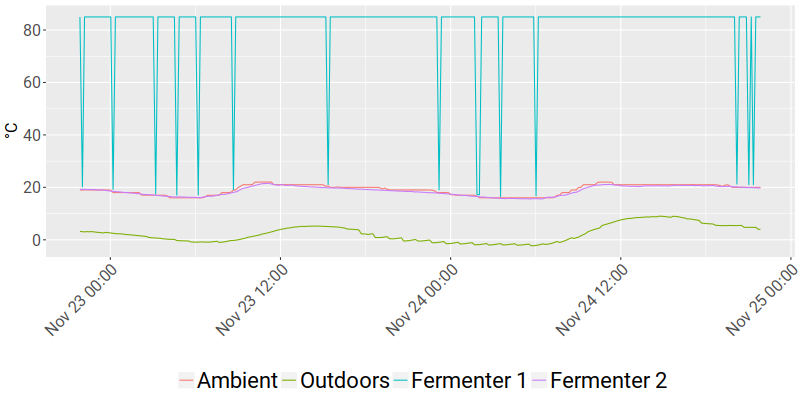 80
60
40
20
0
°C
Nov 23 00:00
Nov 23 12:00
Nov 24 00:00
Nov 24 12:00
Nov 25 00:00
Ambient Outdoors Fermenter 1 Fermenter 2